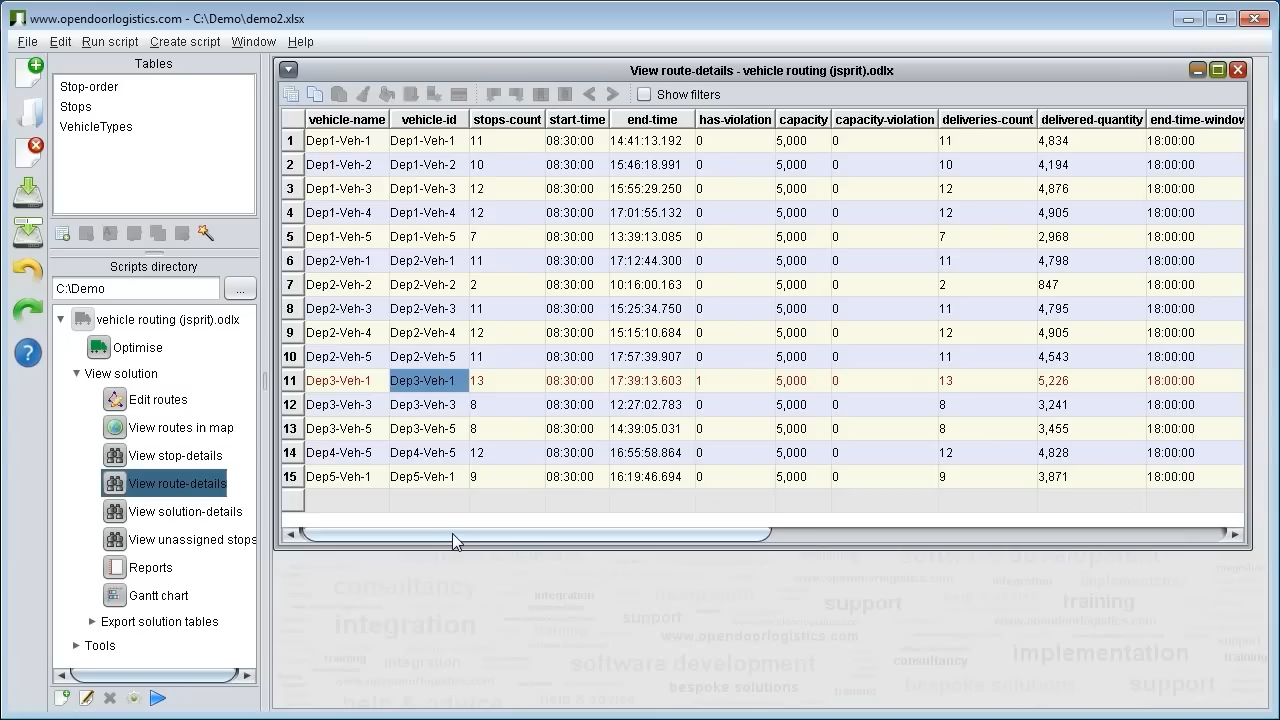 www.opendoorlogistics.com - C:\Demo\demo2.xlsx
File Edit Run script Create script Window Help
Tables
Stop-order
Stops
VehicleTypes
Scripts directory
C:\Demo
...
vehicle routing (jsprit).odlx
Optimise
View solution
Edit routes
View routes in map
View stop-details
View route-details
View solution-details
View unassigned stops
Reports
Gantt chart
Export solution tables
Tools
View route-details - vehicle routing (jsprit).odlx
Show filters
vehicle-name vehicle-id stops-count start-time end-time has-violation capacity capacity-violation deliveries-count delivered-quantity end-time-window
1 Dep1-Veh-1 Dep1-Veh-1 11 08:30:00 14:41:13.192 0 5,000 0 11 4,834 18:00:00
2 Dep1-Veh-2 Dep1-Veh-2 10 08:30:00 15:46:18.991 0 5,000 0 10 4,194 18:00:00
3 Dep1-Veh-3 Dep1-Veh-3 12 08:30:00 15:55:29.250 0 5,000 0 12 4,876 18:00:00
4 Dep1-Veh-4 Dep1-Veh-4 12 08:30:00 17:01:55.132 0 5,000 0 12 4,905 18:00:00
5 Dep1-Veh-5 Dep1-Veh-5 7 08:30:00 13:39:13.085 0 5,000 0 7 2,968 18:00:00
6 Dep2-Veh-1 Dep2-Veh-1 11 08:30:00 17:12:44.300 0 5,000 0 11 4,798 18:00:00
7 Dep2-Veh-2 Dep2-Veh-2 2 08:30:00 10:16:00.163 0 5,000 0 2 847 18:00:00
8 Dep2-Veh-3 Dep2-Veh-3 11 08:30:00 15:25:34.750 0 5,000 0 11 4,795 18:00:00
9 Dep2-Veh-4 Dep2-Veh-4 12 08:30:00 15:15:10.684 0 5,000 0 12 4,905 18:00:00
10 Dep2-Veh-5 Dep2-Veh-5 11 08:30:00 17:57:39.907 0 5,000 0 11 4,543 18:00:00
11 Dep3-Veh-1 Dep3-Veh-1 13 08:30:00 17:39:13.603 1 5,000 0 13 5,226 18:00:00
12 Dep3-Veh-3 Dep3-Veh-3 8 08:30:00 12:27:02.783 0 5,000 0 8 3,241 18:00:00
13 Dep3-Veh-5 Dep3-Veh-5 8 08:30:00 14:39:05.031 0 5,000 0 8 3,455 18:00:00
14 Dep4-Veh-5 Dep4-Veh-5 12 08:30:00 16:55:58.864 0 5,000 0 12 4,828 18:00:00
15 Dep5-Veh-1 Dep5-Veh-1 9 08:30:00 16:19:46.694 0 5,000 0 9 3,871 18:00:00
consultancy
integration
support
training
integration
support
www.opendoorlogistics.com
training
integration
software development
consultancy
implementation
support
training
bespoke solutions
bespoke solutions
support
help & advice
training
help & advice